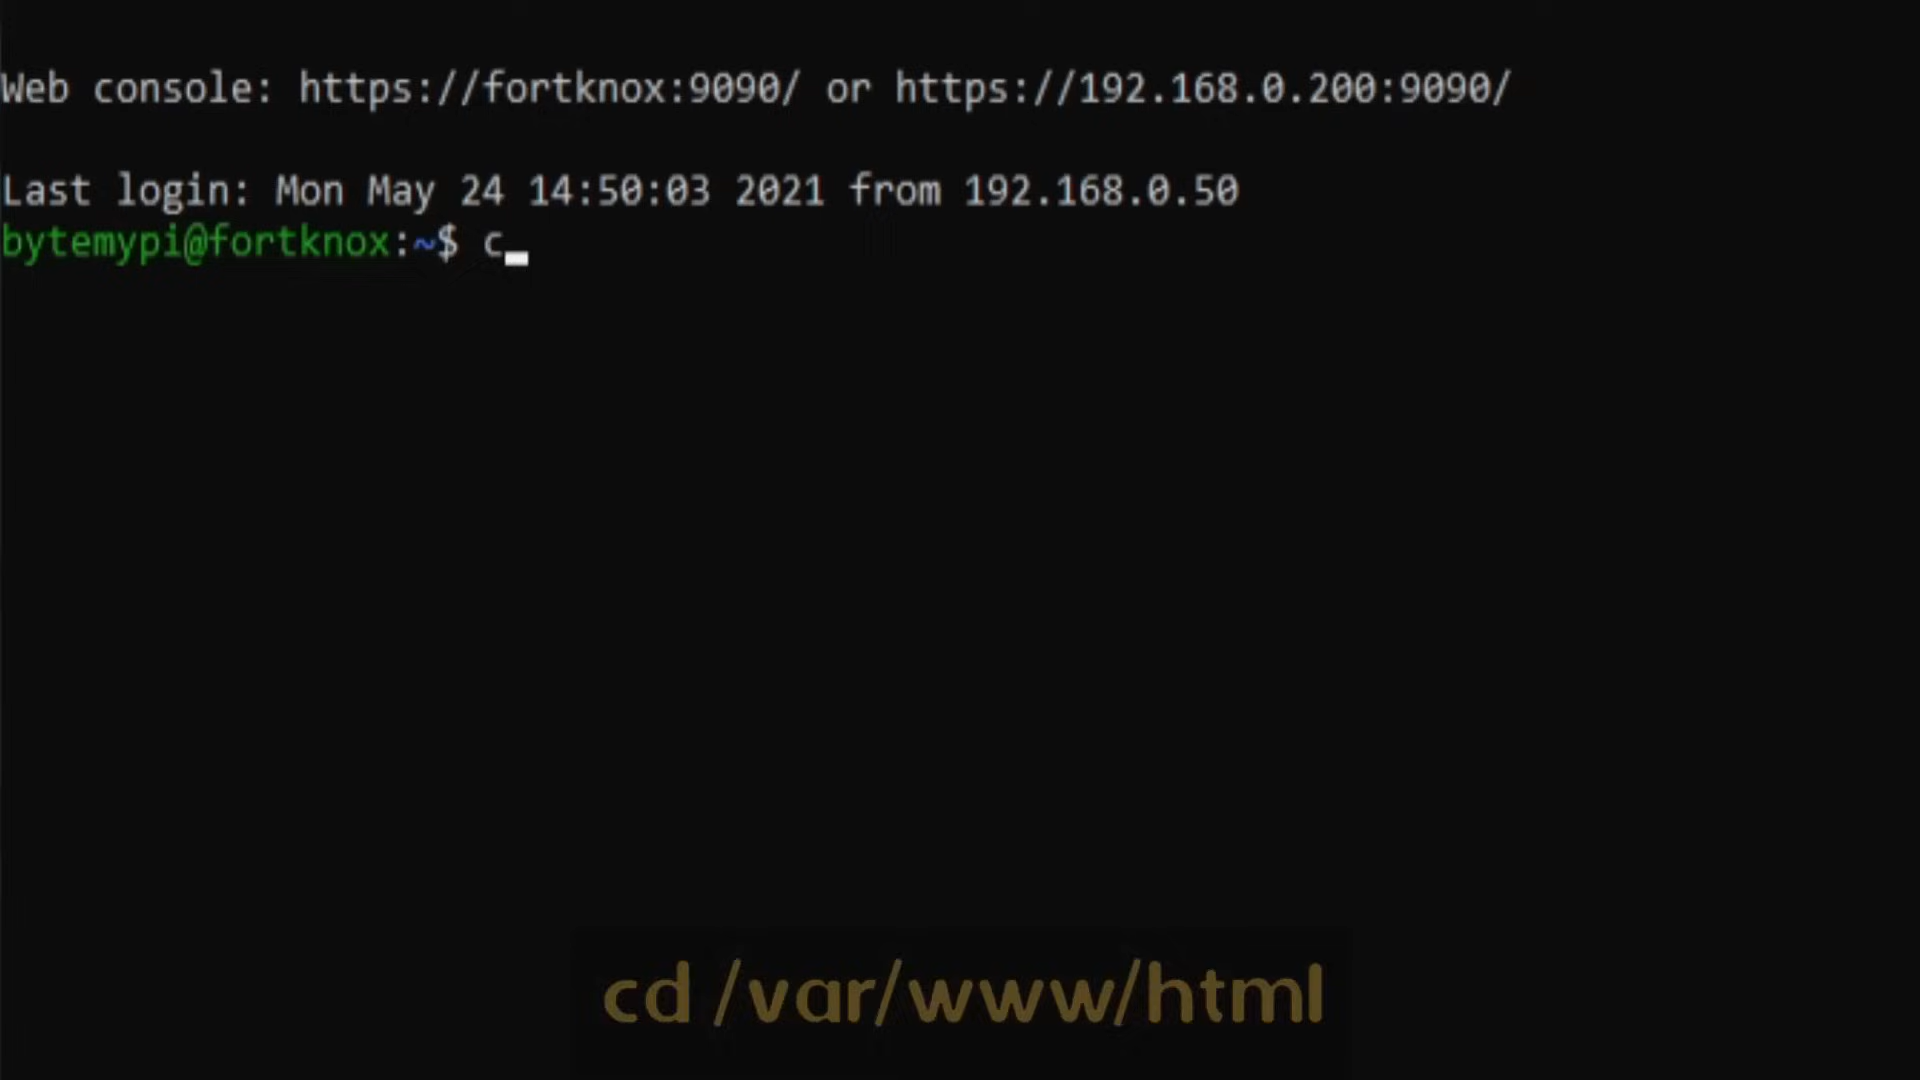 Web console: https://fortknox:9090/ or https://192.168.0.200:9090/
Last login: Mon May 24 14:50:03 2021 from 192.168.0.50
bytemypi@fortknox:~$ c
cd /var/www/html